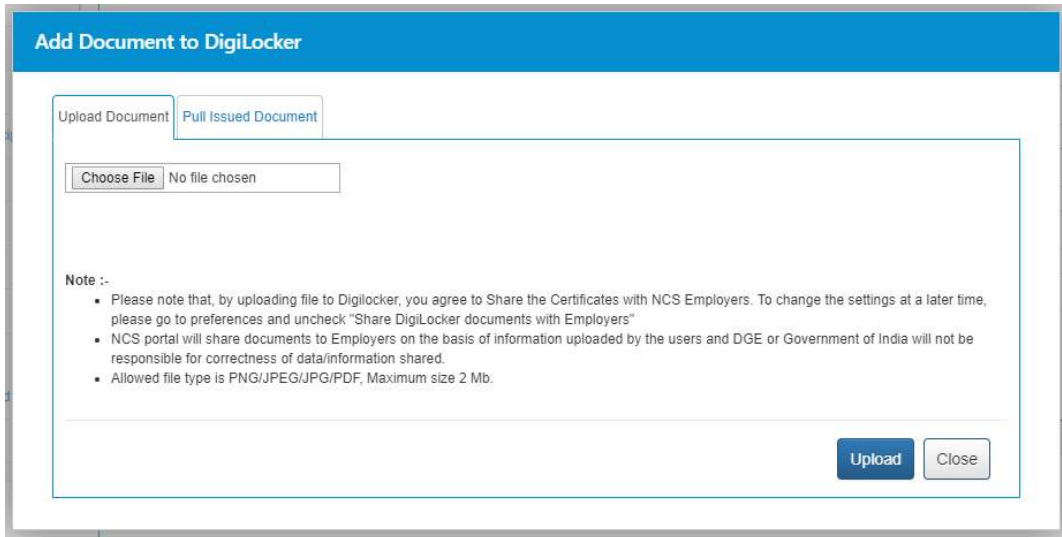 Add Document to DigiLocker
Upload Document
Pull Issued Document
Choose File No file chosen
Note :-
• Please note that, by uploading file to Digilocker, you agree to Share the Certificates with NCS Employers. To change the settings at a later time,
please go to preferences and uncheck "Share DigiLocker documents with Employers"
• NCS portal will share documents to Employers on the basis of information uploaded by the users and DGE or Government of India will not be
responsible for correctness of data/information shared.
• Allowed file type is PNG/JPEG/JPG/PDF, Maximum size 2 Mb.
Upload
Close